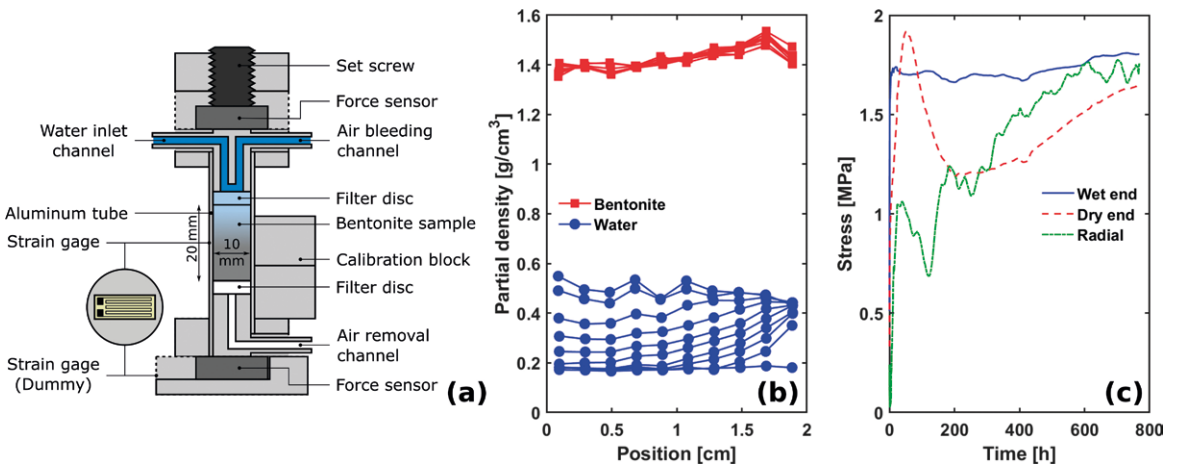 Set screw
Force sensor
Water inlet
channel
Air bleeding
channel
Filter disc
Aluminum tube
Bentonite sample
Strain gage
20 mm
10
mm
Calibration block
Filter disc
Air removal
channel
Strain gage
(Dummy)
Force sensor
(a)
1.6
1.4
1.2
1
0.8
0.6
0.4
0.2
0
Partial density [g/cm3]
Bentonite
Water
0
0.5
1
1.5
2
Position [cm]
(b)
2
1.5
1
0.5
0
Stress [MPa]
Wet end
Dry end
Radial
0
200
400
600
800
Time [h]
(c)